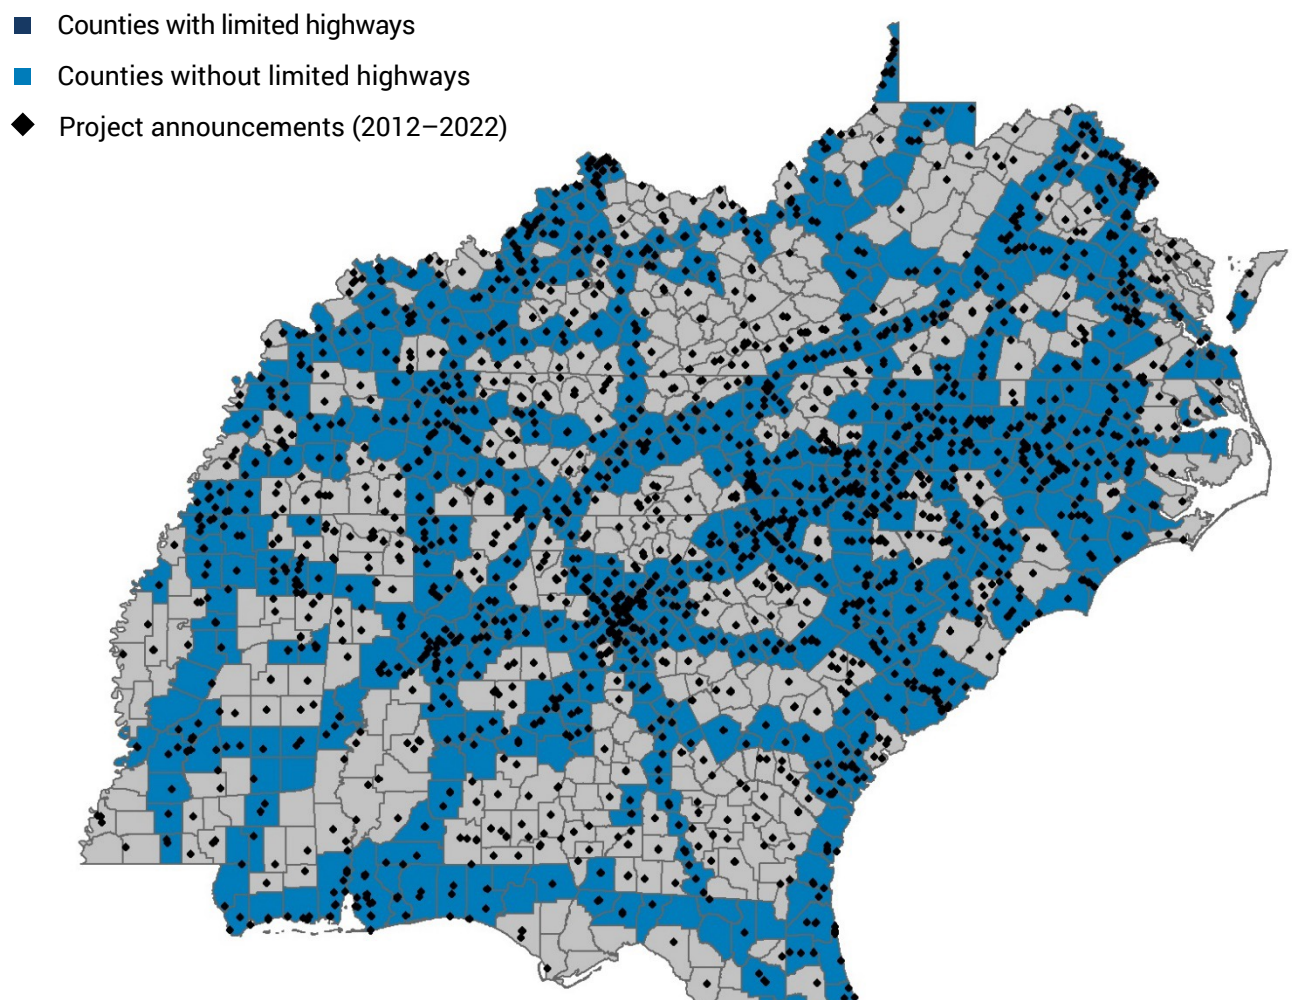 Counties with limited highways
Counties without limited highways
Project announcements (2012–2022)